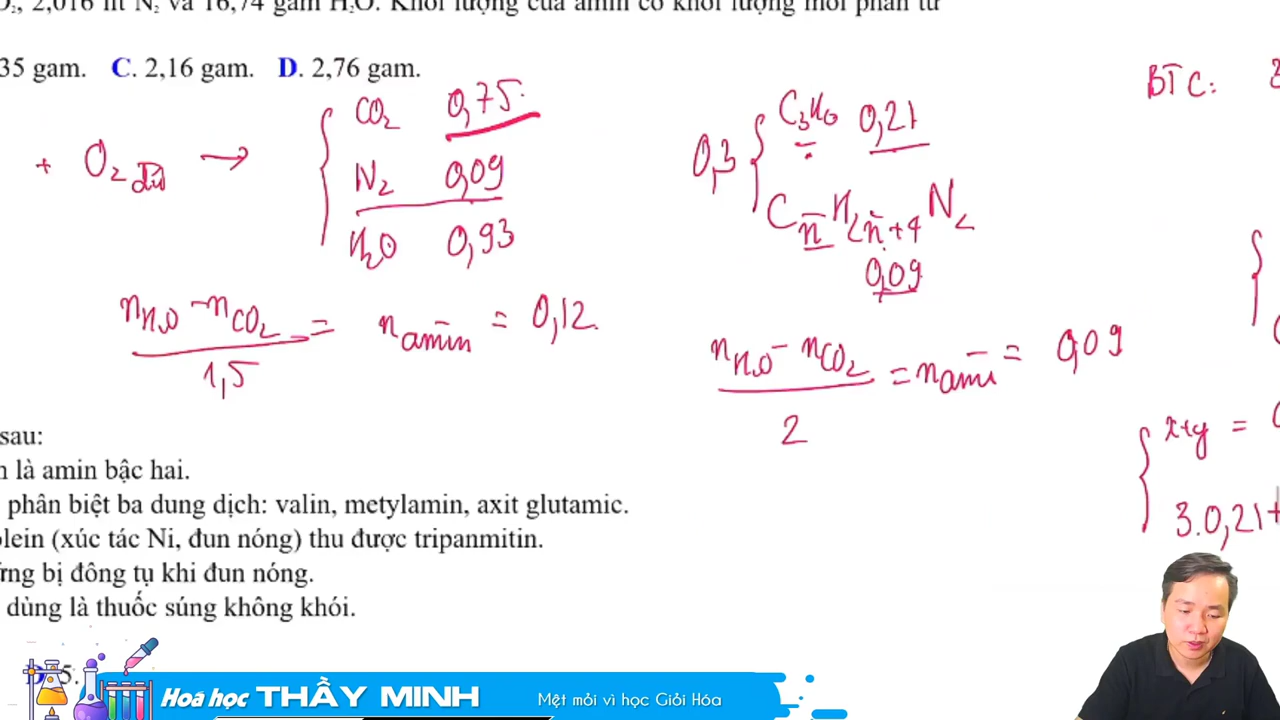 2,016 lít N₂ và 16,74 gam H₂O. Khối lượng của amin có khối lượng mol phân tử
35 gam. C. 2,16 gam. D. 2,76 gam.
+ O₂ dư → { CO₂ 0,75
N₂ 0,09
H₂O 0,93
0,3 { C₃H₆ 0,21
Cn̄H₂n̄+4N₂
0,09
BTC:
(nH₂O - nCO₂)/1,5 = namin = 0,12
(nH₂O - nCO₂)/2 = nami = 0,09
x+y =
3.0,21+
sau:
là amin bậc hai.
phân biệt ba dung dịch: valin, metylamin, axit glutamic.
olein (xúc tác Ni, đun nóng) thu được tripanmitin.
bị đông tụ khi đun nóng.
dùng là thuốc súng không khói.
5.
Hoá học THẦY MINH
Mệt mỏi vì học Giỏi Hóa